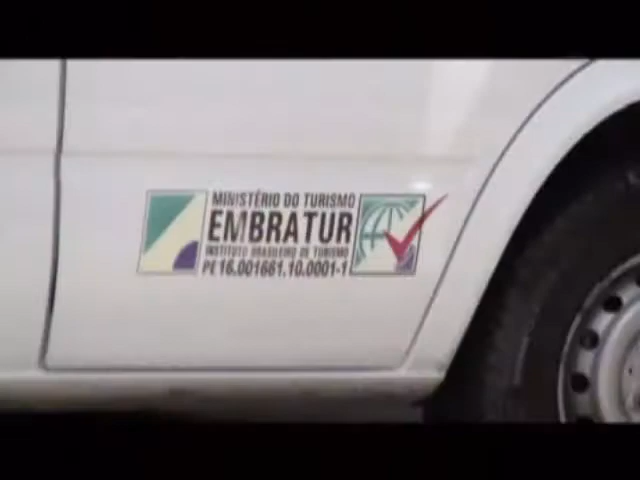 MINISTÉRIO DO TURISMO
EMBRATUR
INSTITUTO BRASILEIRO DE TURISMO
PE 16.001661.10.0001-1